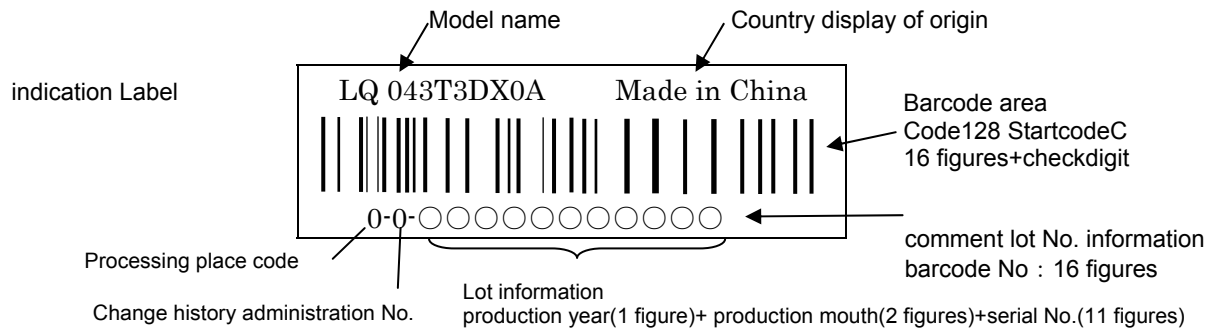 Model name
Country display of origin
indication Label
LQ 043T3DX0A Made in China
Barcode area
Code128 StartcodeC
16 figures+checkdigit
0-0-○○○○○○○○○○○
comment lot No. information
barcode No：16 figures
Processing place code
Change history administration No.
Lot information
production year(1 figure)+ production mouth(2 figures)+serial No.(11 figures)